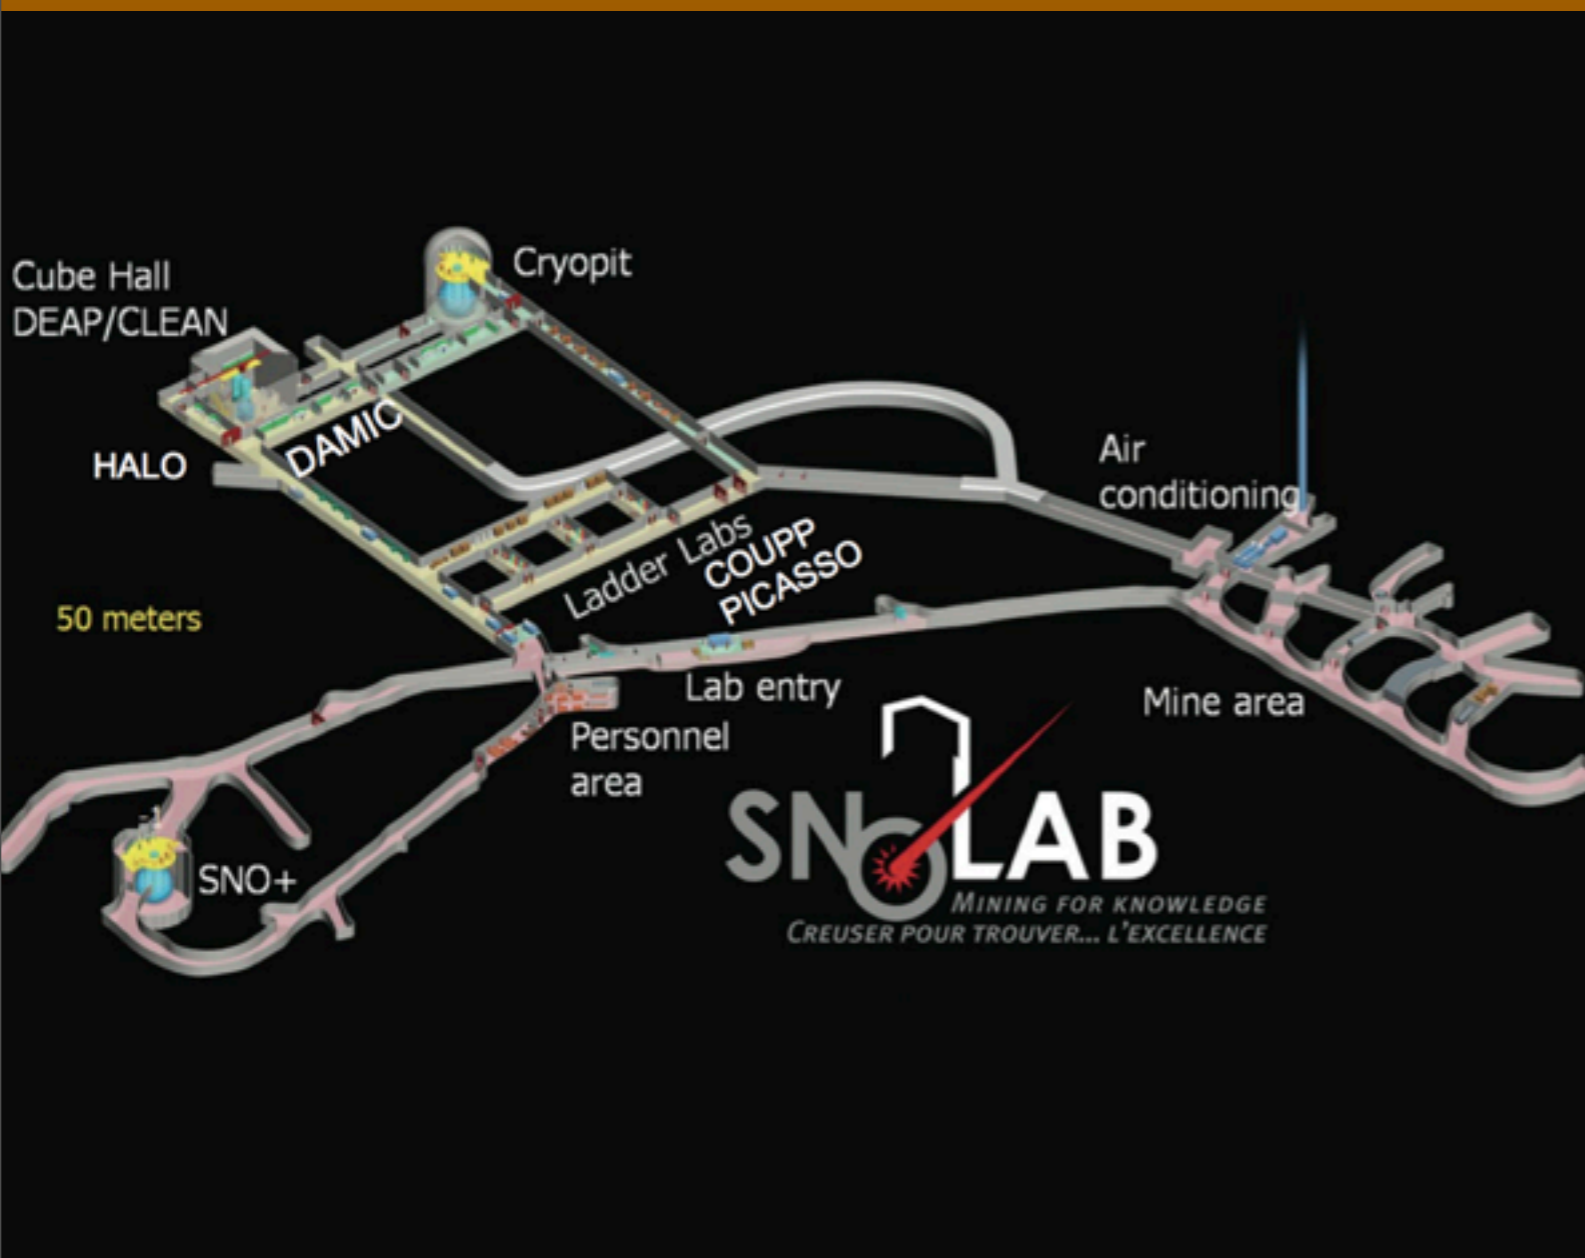 Cryopit
Cube Hall
DEAP/CLEAN
DAMIC
HALO
Air
conditioning
Ladder Labs
COUPP
PICASSO
50 meters
Lab entry
Mine area
Personnel
area
SNO+
SNOLAB
MINING FOR KNOWLEDGE
CREUSER POUR TROUVER... L'EXCELLENCE